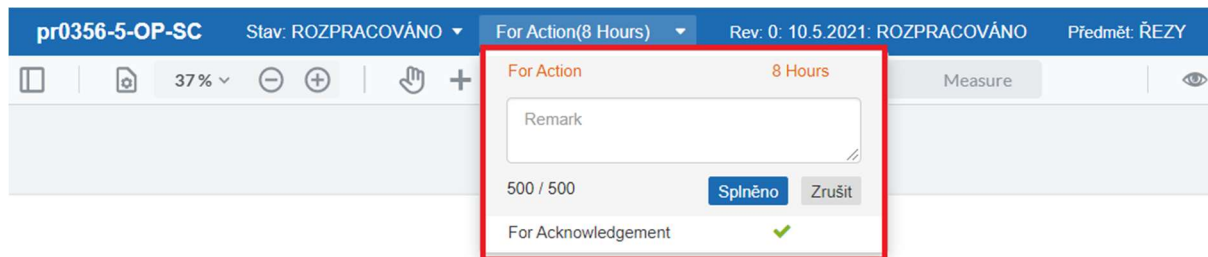 pr0356-5-OP-SC Stav: ROZPRACOVÁNO For Action(8 Hours) Rev: 0: 10.5.2021: ROZPRACOVÁNO Předmět: ŘEZY
37% Measure
For Action 8 Hours
Remark
500 / 500 Splněno Zrušit
For Acknowledgement